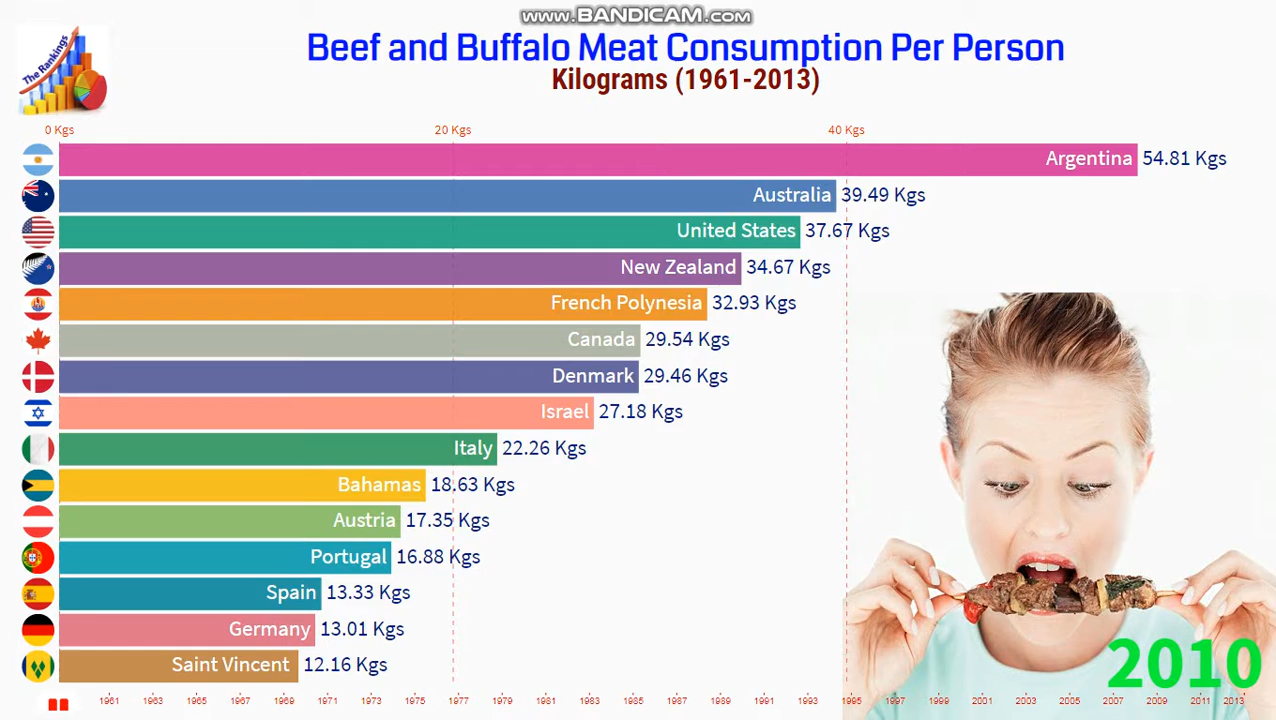 www.BANDICAM.com
The Rankings
Beef and Buffalo Meat Consumption Per Person
Kilograms (1961-2013)
0 Kgs 20 Kgs 40 Kgs
Argentina 54.81 Kgs
Australia 39.49 Kgs
United States 37.67 Kgs
New Zealand 34.67 Kgs
French Polynesia 32.93 Kgs
Canada 29.54 Kgs
Denmark 29.46 Kgs
Israel 27.18 Kgs
Italy 22.26 Kgs
Bahamas 18.63 Kgs
Austria 17.35 Kgs
Portugal 16.88 Kgs
Spain 13.33 Kgs
Germany 13.01 Kgs
Saint Vincent 12.16 Kgs
2010
1961 1963 1965 1967 1969 1971 1973 1975 1977 1979 1981 1983 1985 1987 1989 1991 1993 1995 1997 1999 2001 2003 2005 2007 2009 2011 2013